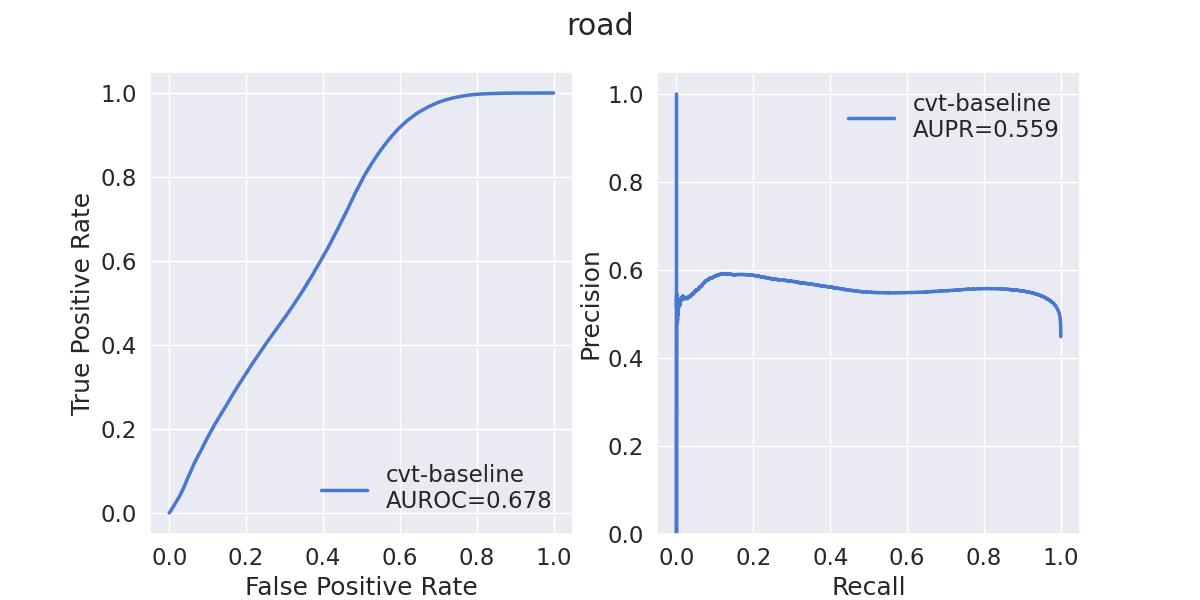 road
1.0
0.8
0.6
0.4
0.2
0.0
True Positive Rate
cvt-baseline
AUROC=0.678
0.0 0.2 0.4 0.6 0.8 1.0
False Positive Rate
1.0
0.8
0.6
0.4
0.2
0.0
Precision
cvt-baseline
AUPR=0.559
0.0 0.2 0.4 0.6 0.8 1.0
Recall